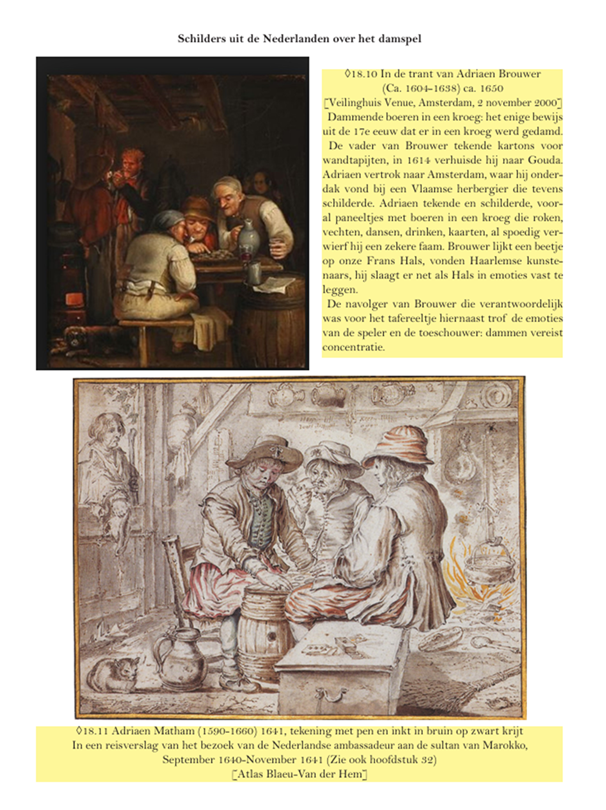 Schilders uit de Nederlanden over het damspel
◊18.10 In de trant van Adriaen Brouwer
(Ca. 1604-1638) ca. 1650
[Veilinghuis Venue, Amsterdam, 2 november 2000]
Dammende boeren in een kroeg: het enige bewijs
uit de 17e eeuw dat er in een kroeg werd gedamd.
De vader van Brouwer tekende kartons voor
wandtapijten, in 1614 verhuisde hij naar Gouda.
Adriaen vertrok naar Amsterdam, waar hij onder-
dak vond bij een Vlaamse herbergier die tevens
schilderde. Adriaen tekende en schilderde, voor-
al paneeltjes met boeren in een kroeg die roken,
vechten, dansen, drinken, kaarten, al spoedig ver-
wierf hij een zekere faam. Brouwer lijkt een beetje
op onze Frans Hals, vonden Haarlemse kunste-
naars, hij slaagt er net als Hals in emoties vast te
leggen.
De navolger van Brouwer die verantwoordelijk
was voor het tafereeltje hiernaast trof de emoties
van de speler en de toeschouwer: dammen vereist
concentratie.
◊18.11 Adriaen Matham (1590-1660) 1641, tekening met pen en inkt in bruin op zwart krijt
In een reisverslag van het bezoek van de Nederlandse ambassadeur aan de sultan van Marokko,
September 1640-November 1641 (Zie ook hoofdstuk 32)
[Atlas Blaeu-Van der Hem]